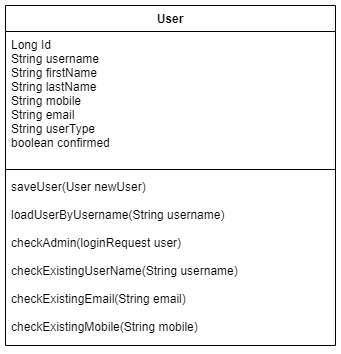 User
Long Id
String username
String firstName
String lastName
String mobile
String email
String userType
boolean confirmed
saveUser(User newUser)
loadUserByUsername(String username)
checkAdmin(loginRequest user)
checkExistingUserName(String username)
checkExistingEmail(String email)
checkExistingMobile(String mobile)